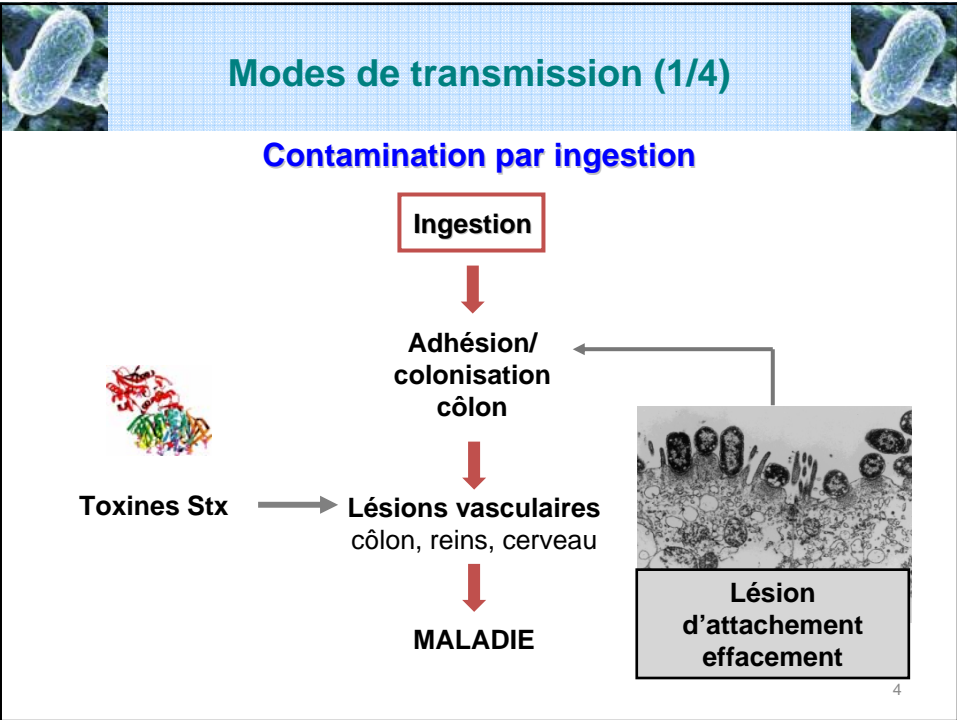 Modes de transmission (1/4)
Contamination par ingestion
Ingestion
Adhésion/
colonisation
côlon
Toxines Stx
Lésions vasculaires
côlon, reins, cerveau
MALADIE
Lésion
d'attachement
effacement
4